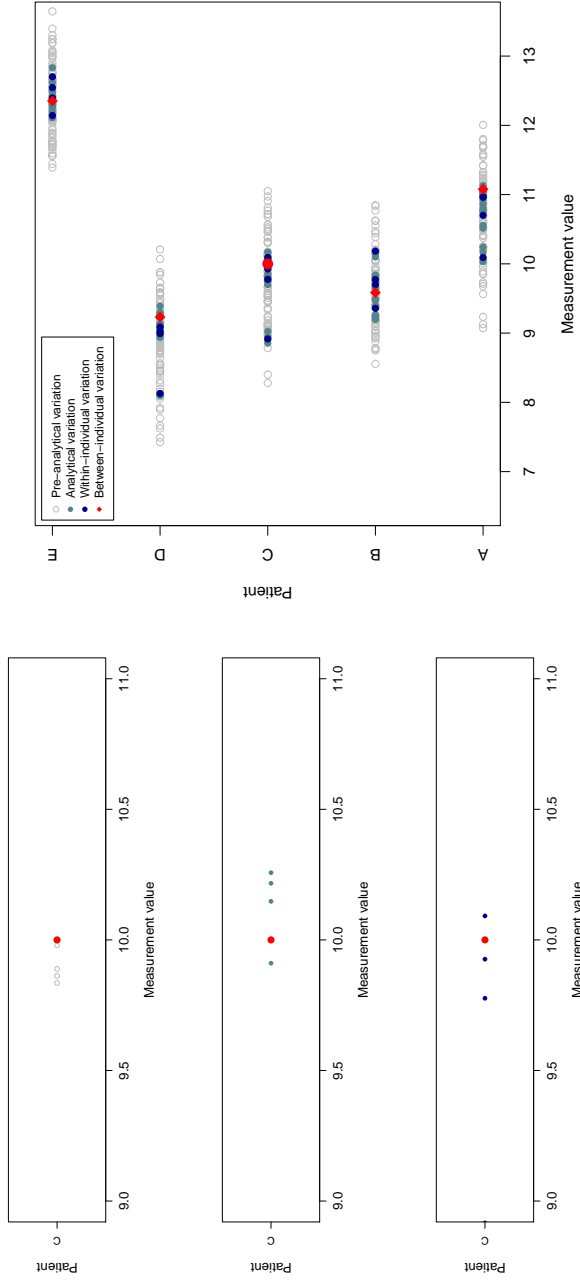 C
9.0 9.5 10.0 10.5 11.0
Measurement value
Patient
C
9.0 9.5 10.0 10.5 11.0
Measurement value
Patient
C
9.0 9.5 10.0 10.5 11.0
Measurement value
Patient
Pre−analytical variation
Analytical variation
Within−individual variation
Between−individual variation
E
D
C
B
A
Patient
7 8 9 10 11 12 13
Measurement value